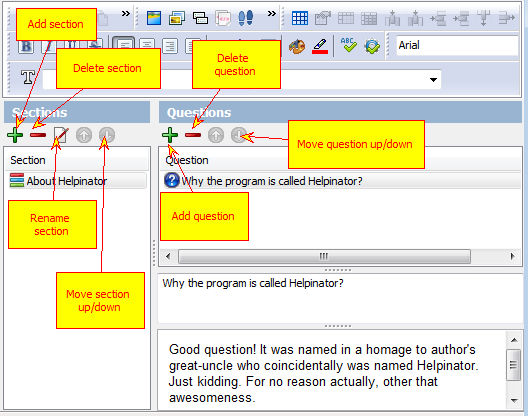 Add section
»
»
B I U
Arial
Delete section
Delete
question
T
Sections
Questions
Move question up/down
Section
Question
About Helpinator
Why the program is called Helpinator?
Rename
section
Add question
Move section
up/down
Why the program is called Helpinator?
Good question! It was named in a homage to author's
great-uncle who coincidentally was named Helpinator.
Just kidding. For no reason actually, other that
awesomeness.